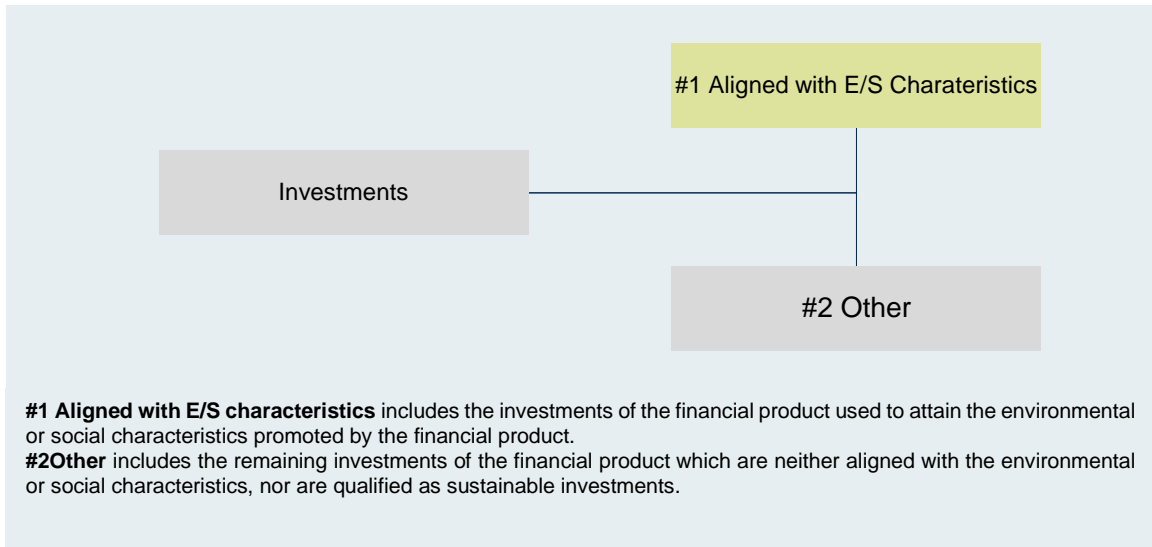 #1 Aligned with E/S Charateristics
Investments
#2 Other
#1 Aligned with E/S characteristics includes the investments of the financial product used to attain the environmental
or social characteristics promoted by the financial product.
#2Other includes the remaining investments of the financial product which are neither aligned with the environmental
or social characteristics, nor are qualified as sustainable investments.